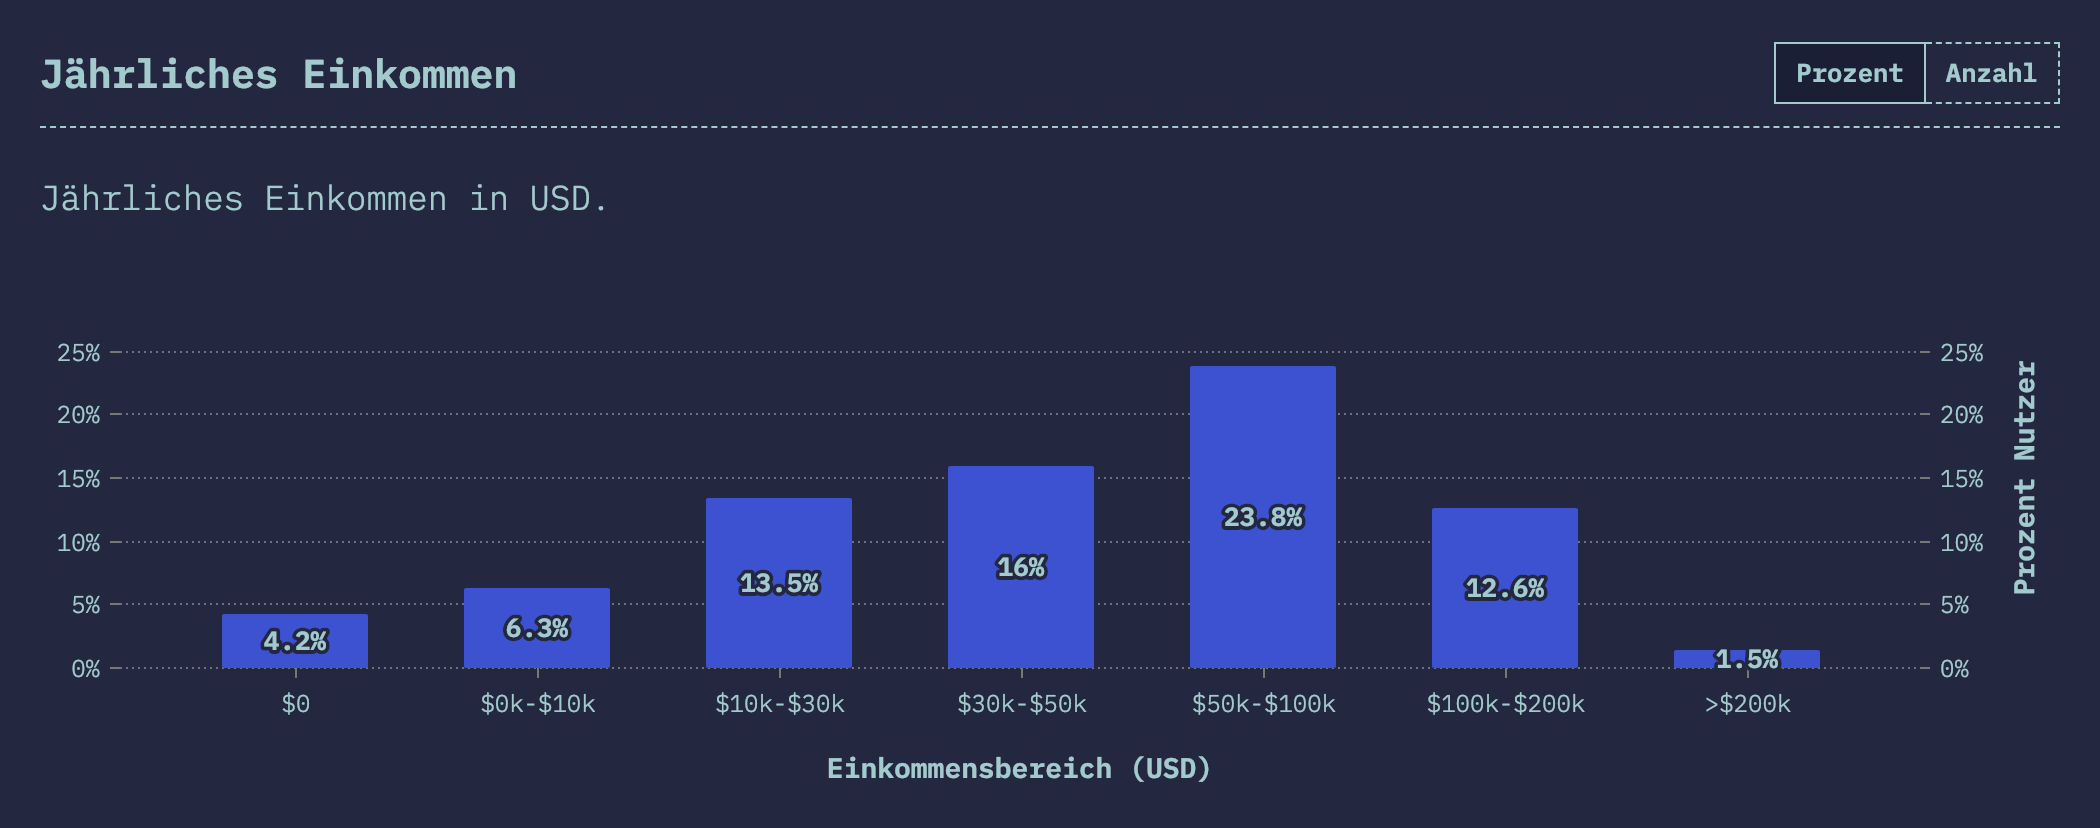 Jährliches Einkommen
Prozent
Anzahl
Jährliches Einkommen in USD.
25%
25%
20%
20%
15%
15%
10%
10%
5%
5%
0%
0%
Prozent Nutzer
4.2%
6.3%
13.5%
16%
23.8%
12.6%
1.5%
$0
$0k-$10k
$10k-$30k
$30k-$50k
$50k-$100k
$100k-$200k
>$200k
Einkommensbereich (USD)